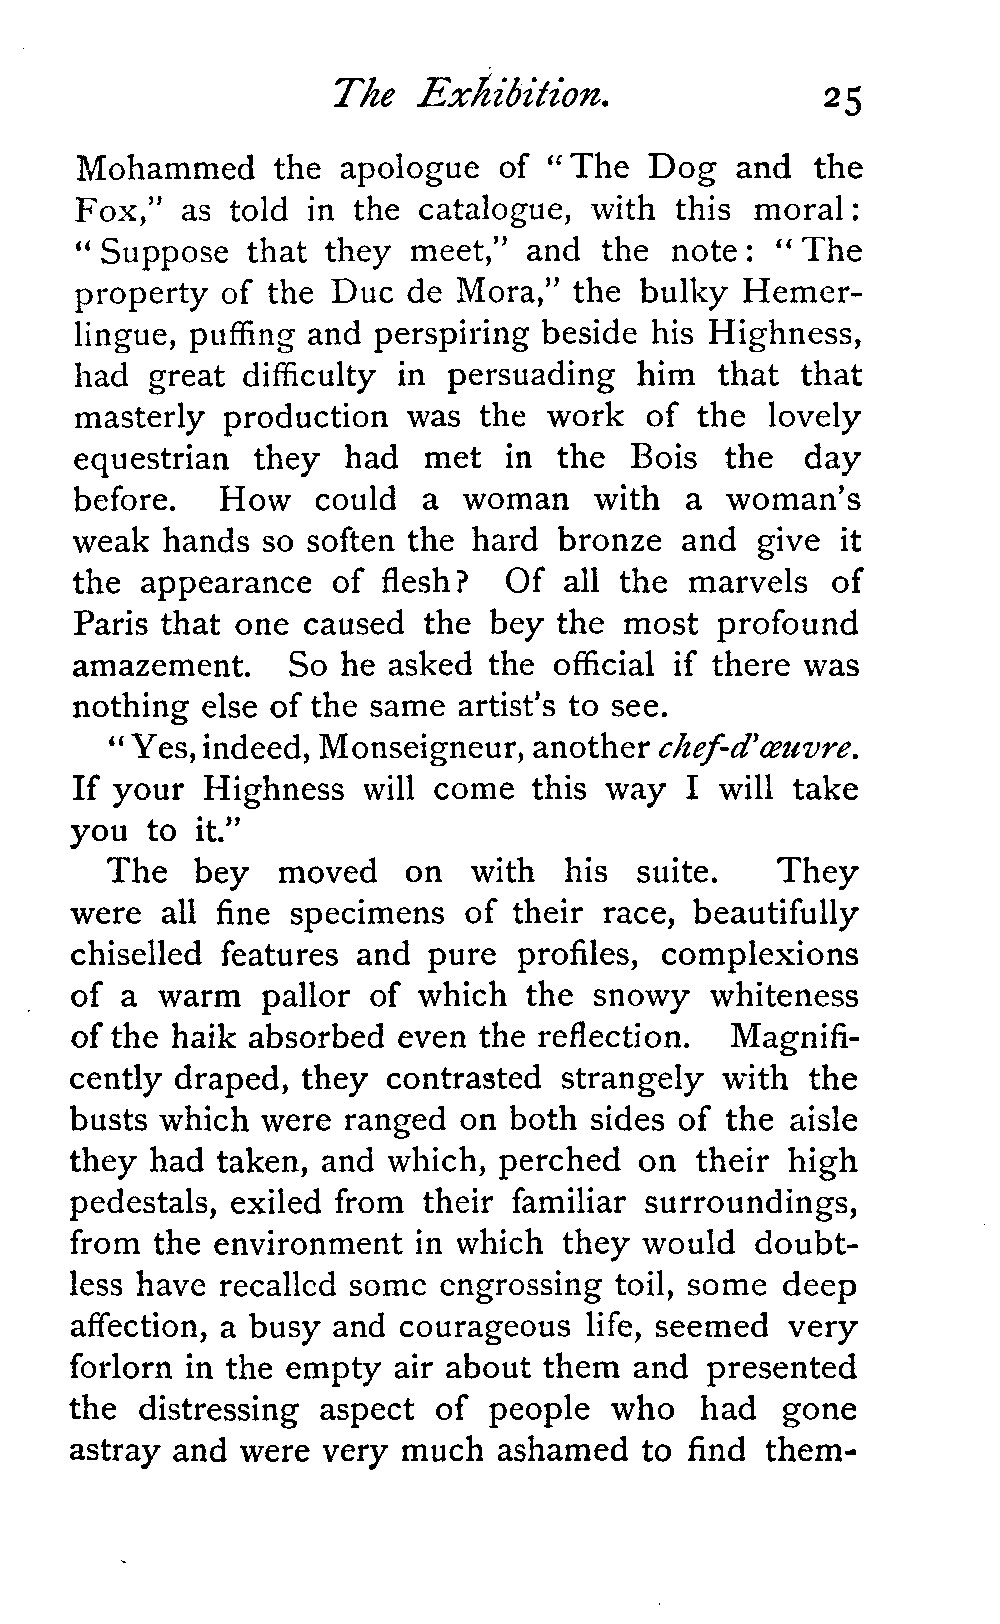 The Exhibition. 25
Mohammed the apologue of "The Dog and the
Fox," as told in the catalogue, with this moral:
"Suppose that they meet," and the note: "The
property of the Duc de Mora," the bulky Hemer-
lingue, puffing and perspiring beside his Highness,
had great difficulty in persuading him that that
masterly production was the work of the lovely
equestrian they had met in the Bois the day
before. How could a woman with a woman's
weak hands so soften the hard bronze and give it
the appearance of flesh? Of all the marvels of
Paris that one caused the bey the most profound
amazement. So he asked the official if there was
nothing else of the same artist's to see.
"Yes, indeed, Monseigneur, another chef-d'œuvre.
If your Highness will come this way I will take
you to it."
The bey moved on with his suite. They
were all fine specimens of their race, beautifully
chiselled features and pure profiles, complexions
of a warm pallor of which the snowy whiteness
of the haik absorbed even the reflection. Magnifi-
cently draped, they contrasted strangely with the
busts which were ranged on both sides of the aisle
they had taken, and which, perched on their high
pedestals, exiled from their familiar surroundings,
from the environment in which they would doubt-
less have recalled some engrossing toil, some deep
affection, a busy and courageous life, seemed very
forlorn in the empty air about them and presented
the distressing aspect of people who had gone
astray and were very much ashamed to find them-